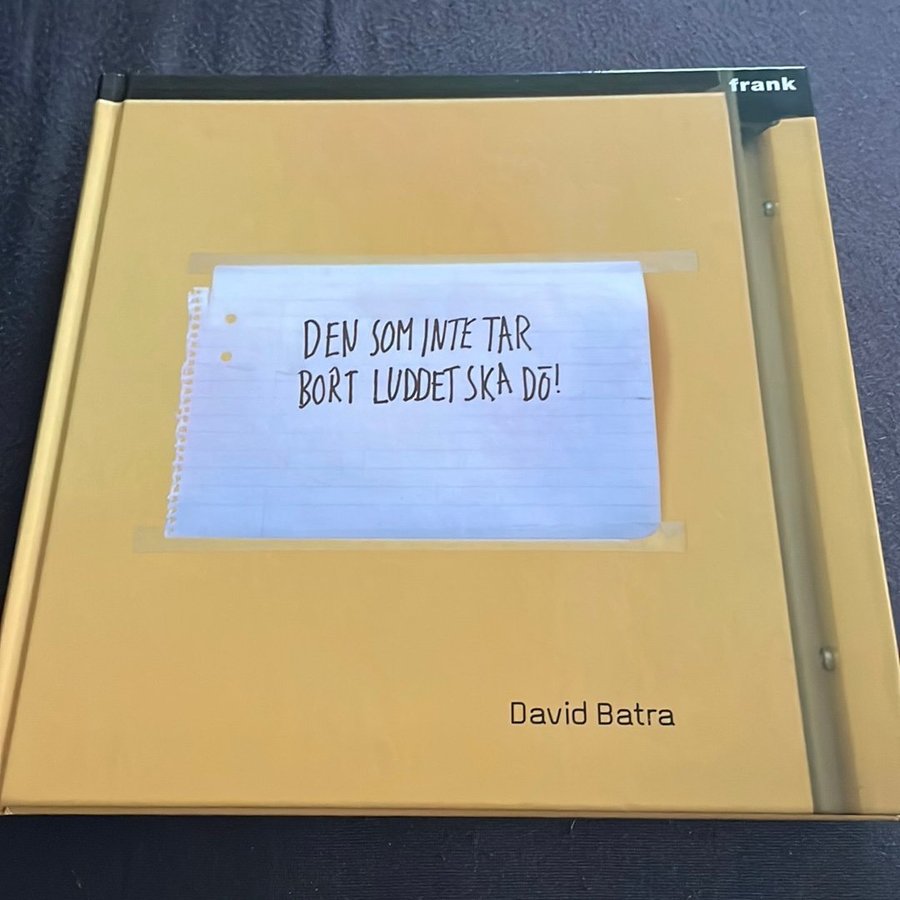 frank
DEN SOM INTE TAR
BORT LUDDET SKA DÖ!
David Batra